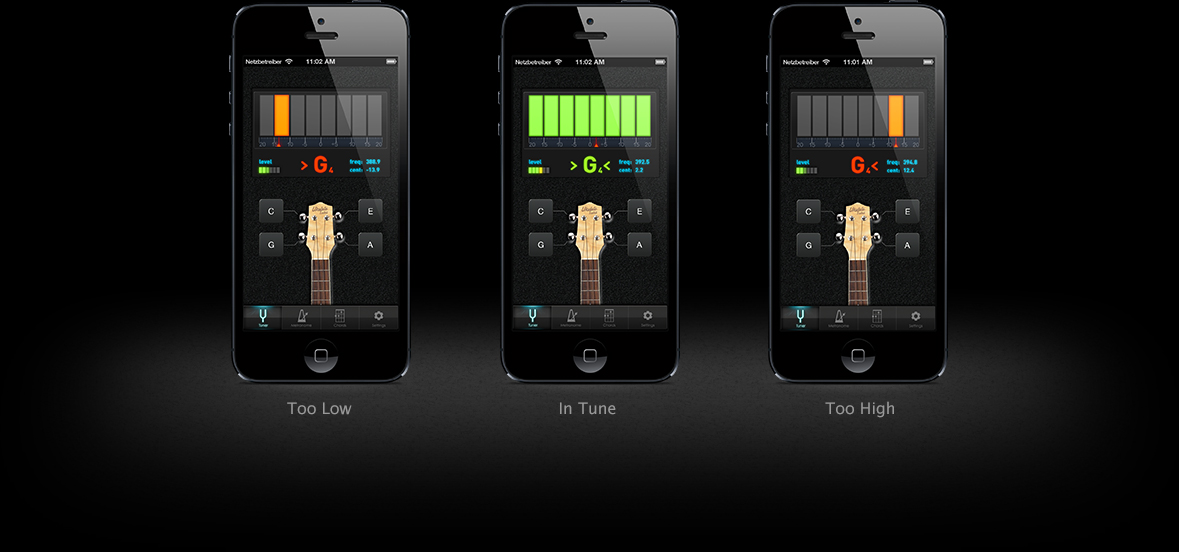 Netzbetreiber 11:02 AM
20 15 10 -5 0 +5 10 15 20
level > G4 freq: 388.9
cent: -13.9
C E
G A
Tuner Metronome Chords Settings
Too Low
Netzbetreiber 11:02 AM
20 15 10 -5 0 +5 10 15 20
level > G4 < freq: 392.5
cent: 2.2
C E
G A
Tuner Metronome Chords Settings
In Tune
Netzbetreiber 11:01 AM
20 15 10 -5 0 +5 10 15 20
level G4 < freq: 394.8
cent: 12.4
C E
G A
Tuner Metronome Chords Settings
Too High